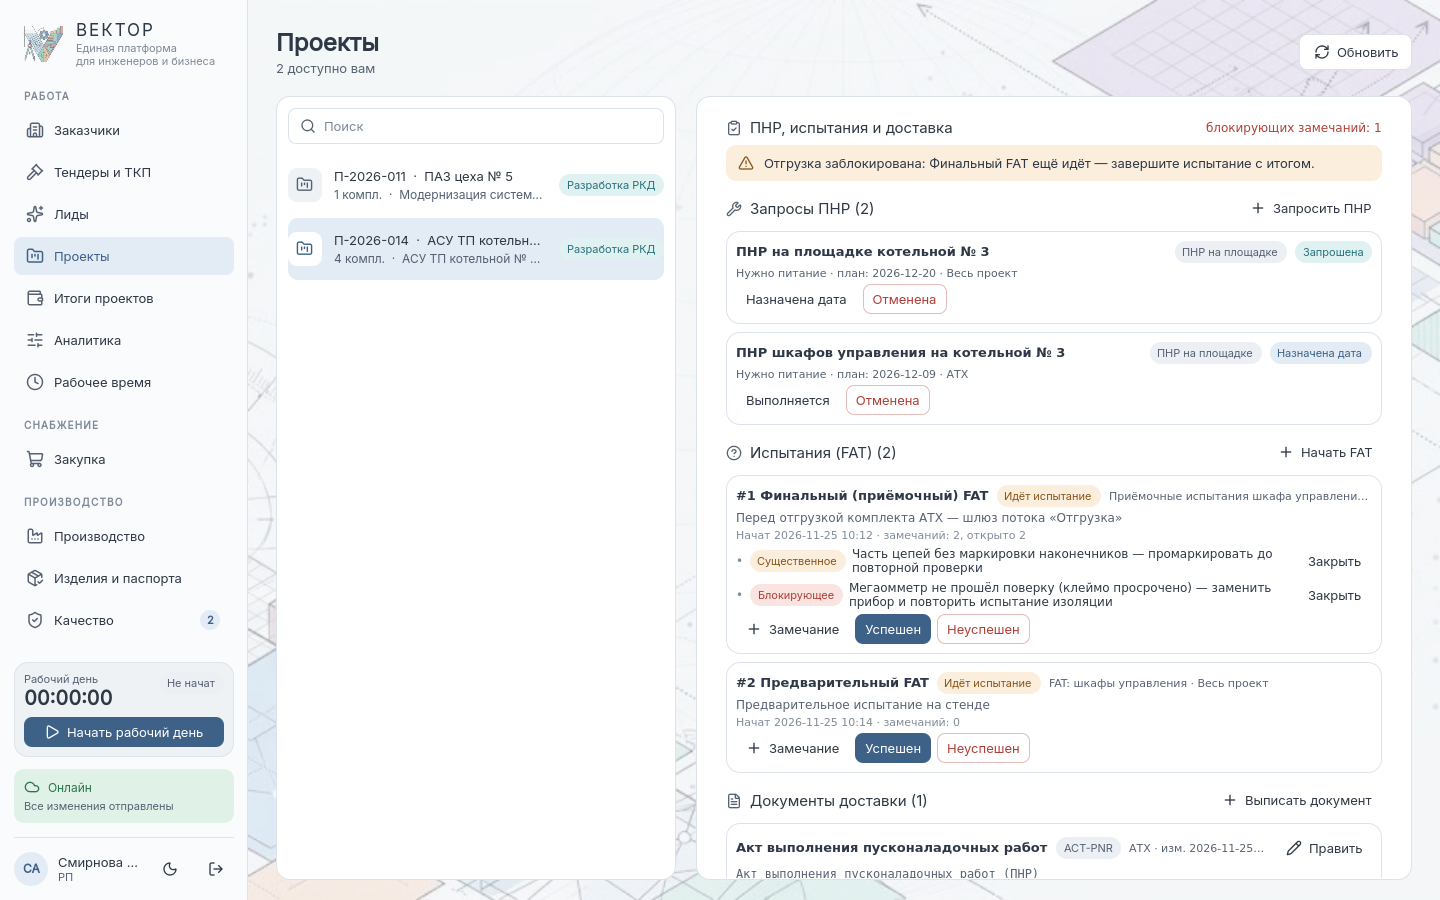 ВЕКТОР
Единая платформа
для инженеров и бизнеса
РАБОТА
Заказчики
Тендеры и ТКП
Лиды
Проекты
Итоги проектов
Аналитика
Рабочее время
СНАБЖЕНИЕ
Закупка
ПРОИЗВОДСТВО
Производство
Изделия и паспорта
Качество 2
Рабочий день
00:00:00
Не начат
Начать рабочий день
Онлайн
Все изменения отправлены
СА
Смирнова ...
РП
Проекты
2 доступно вам
Обновить
Поиск
П-2026-011 · ПАЗ цеха № 5
1 компл. · Модернизация систем...
Разработка РКД
П-2026-014 · АСУ ТП котельн...
4 компл. · АСУ ТП котельной № ...
Разработка РКД
ПНР, испытания и доставка
блокирующих замечаний: 1
Отгрузка заблокирована: Финальный FAT ещё идёт — завершите испытание с итогом.
Запросы ПНР (2)
Запросить ПНР
ПНР на площадке котельной № 3
ПНР на площадке
Запрошена
Нужно питание · план: 2026-12-20 · Весь проект
Назначена дата
Отменена
ПНР шкафов управления на котельной № 3
ПНР на площадке
Назначена дата
Нужно питание · план: 2026-12-09 · АТХ
Выполняется
Отменена
Испытания (FAT) (2)
Начать FAT
#1 Финальный (приёмочный) FAT
Идёт испытание
Приёмочные испытания шкафа управлени...
Перед отгрузкой комплекта АТХ — шлюз потока «Отгрузка»
Начат 2026-11-25 10:12 · замечаний: 2, открыто 2
• Существенное
Часть цепей без маркировки наконечников — промаркировать до
повторной проверки
Закрыть
• Блокирующее
Мегаомметр не прошёл поверку (клеймо просрочено) — заменить
прибор и повторить испытание изоляции
Закрыть
Замечание
Успешен
Неуспешен
#2 Предварительный FAT
Идёт испытание
FAT: шкафы управления · Весь проект
Предварительное испытание на стенде
Начат 2026-11-25 10:14 · замечаний: 0
Замечание
Успешен
Неуспешен
Документы доставки (1)
Выписать документ
Акт выполнения пусконаладочных работ
ACT-PNR
АТХ · изм. 2026-11-25...
Править
Акт выполнения пусконаладочных работ (ПНР)